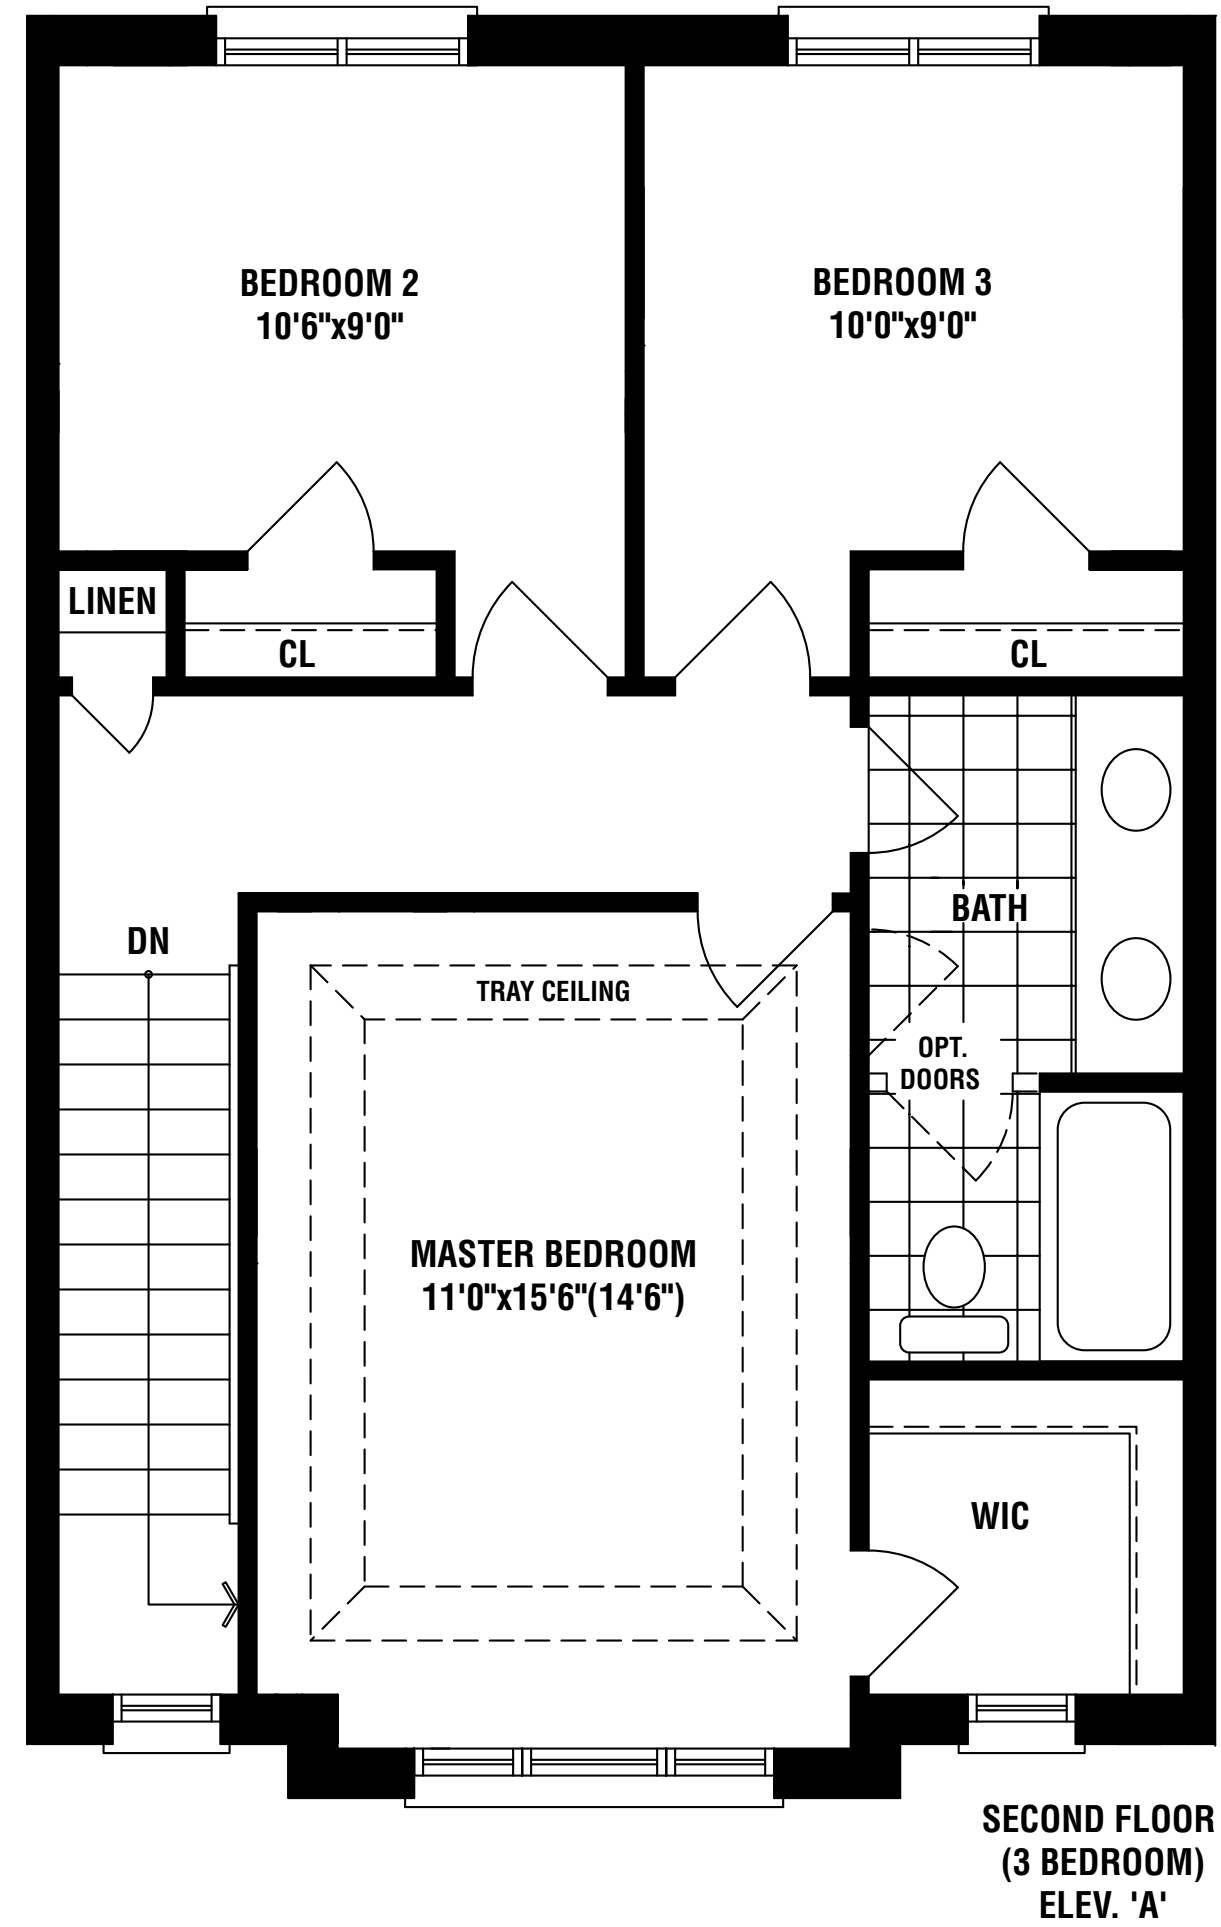 BEDROOM 2
10'6"x9'0"
BEDROOM 3
10'0"x9'0"
LINEN
CL
CL
DN
BATH
TRAY CEILING
OPT.
DOORS
MASTER BEDROOM
11'0"x15'6"(14'6")
WIC
SECOND FLOOR
(3 BEDROOM)
ELEV. 'A'